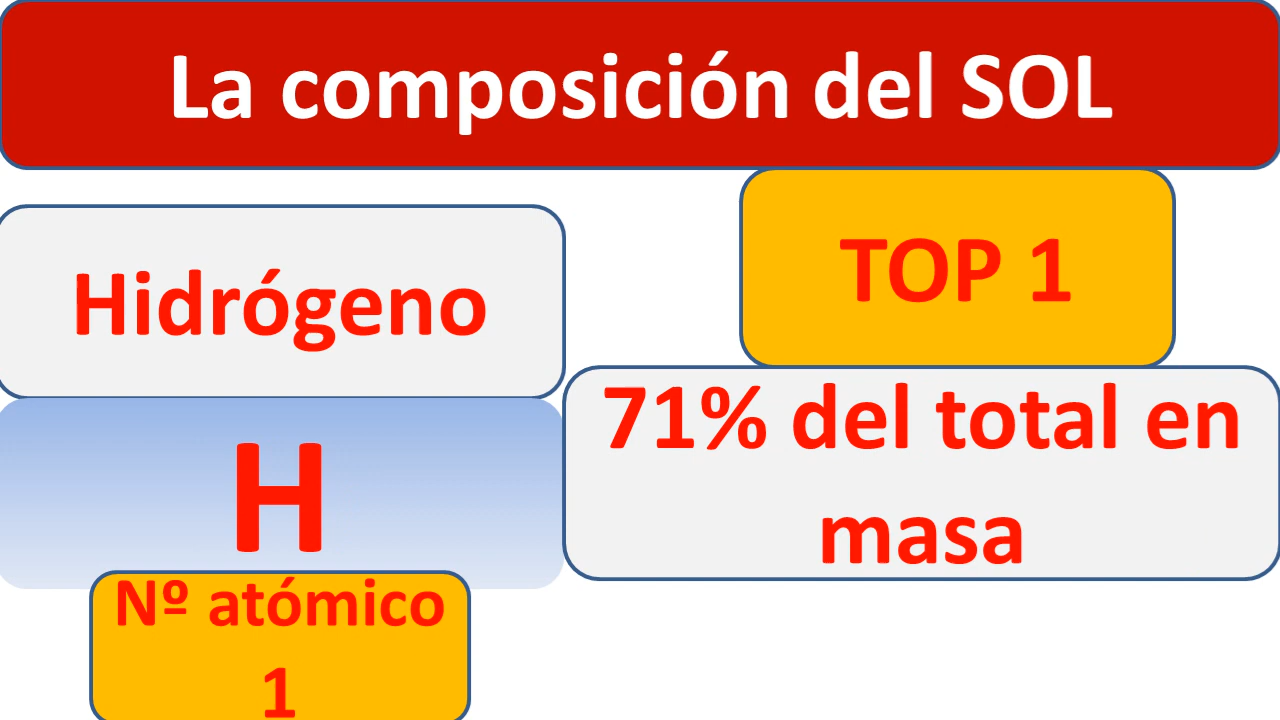 La composición del SOL
TOP 1
Hidrógeno
71% del total en
masa
H
Nº atómico
1